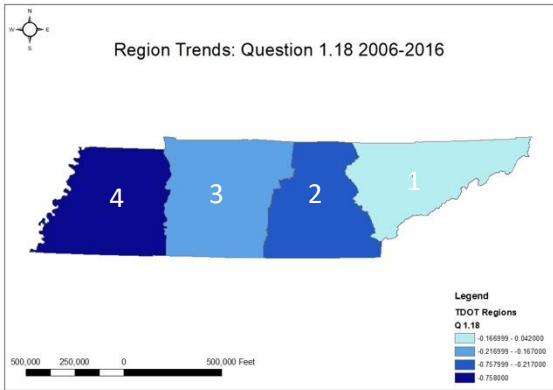 N
W E
S
Region Trends: Question 1.18 2006-2016
4 3 2 1
Legend
TDOT Regions
Q 1.18
-0.166999 - 0.042000
-0.216999 - -0.167000
-0.757999 - -0.217000
-0.758000
500,000 250,000 0 500,000 Feet